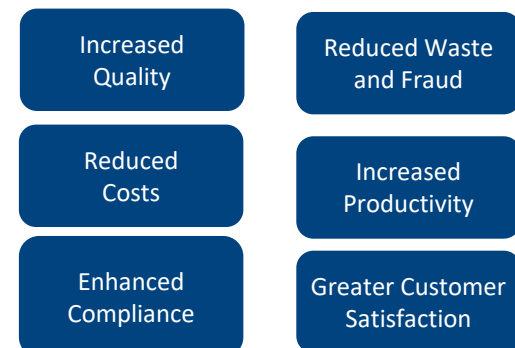 Increased
Quality
Reduced Waste
and Fraud
Reduced
Costs
Increased
Productivity
Enhanced
Compliance
Greater Customer
Satisfaction